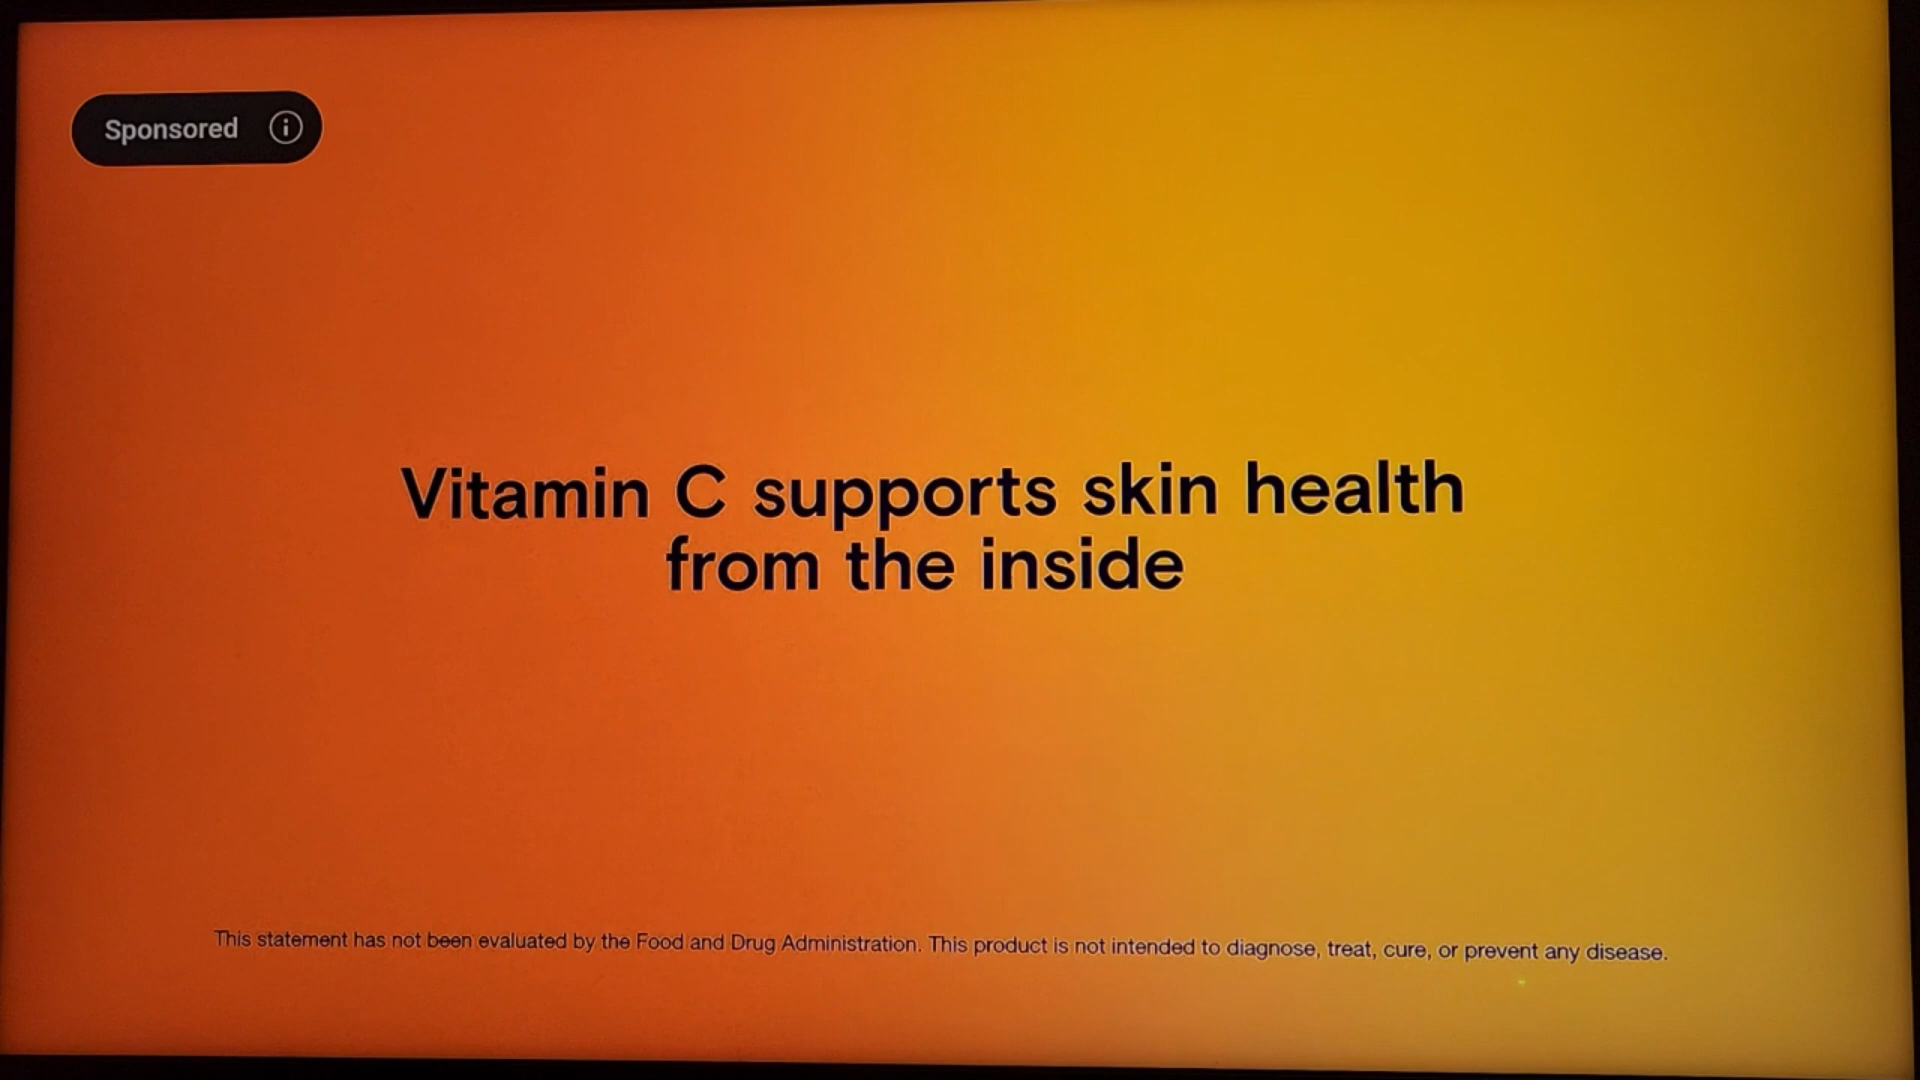 Sponsored
Vitamin C supports skin health
from the inside
This statement has not been evaluated by the Food and Drug Administration. This product is not intended to diagnose, treat, cure, or prevent any disease.